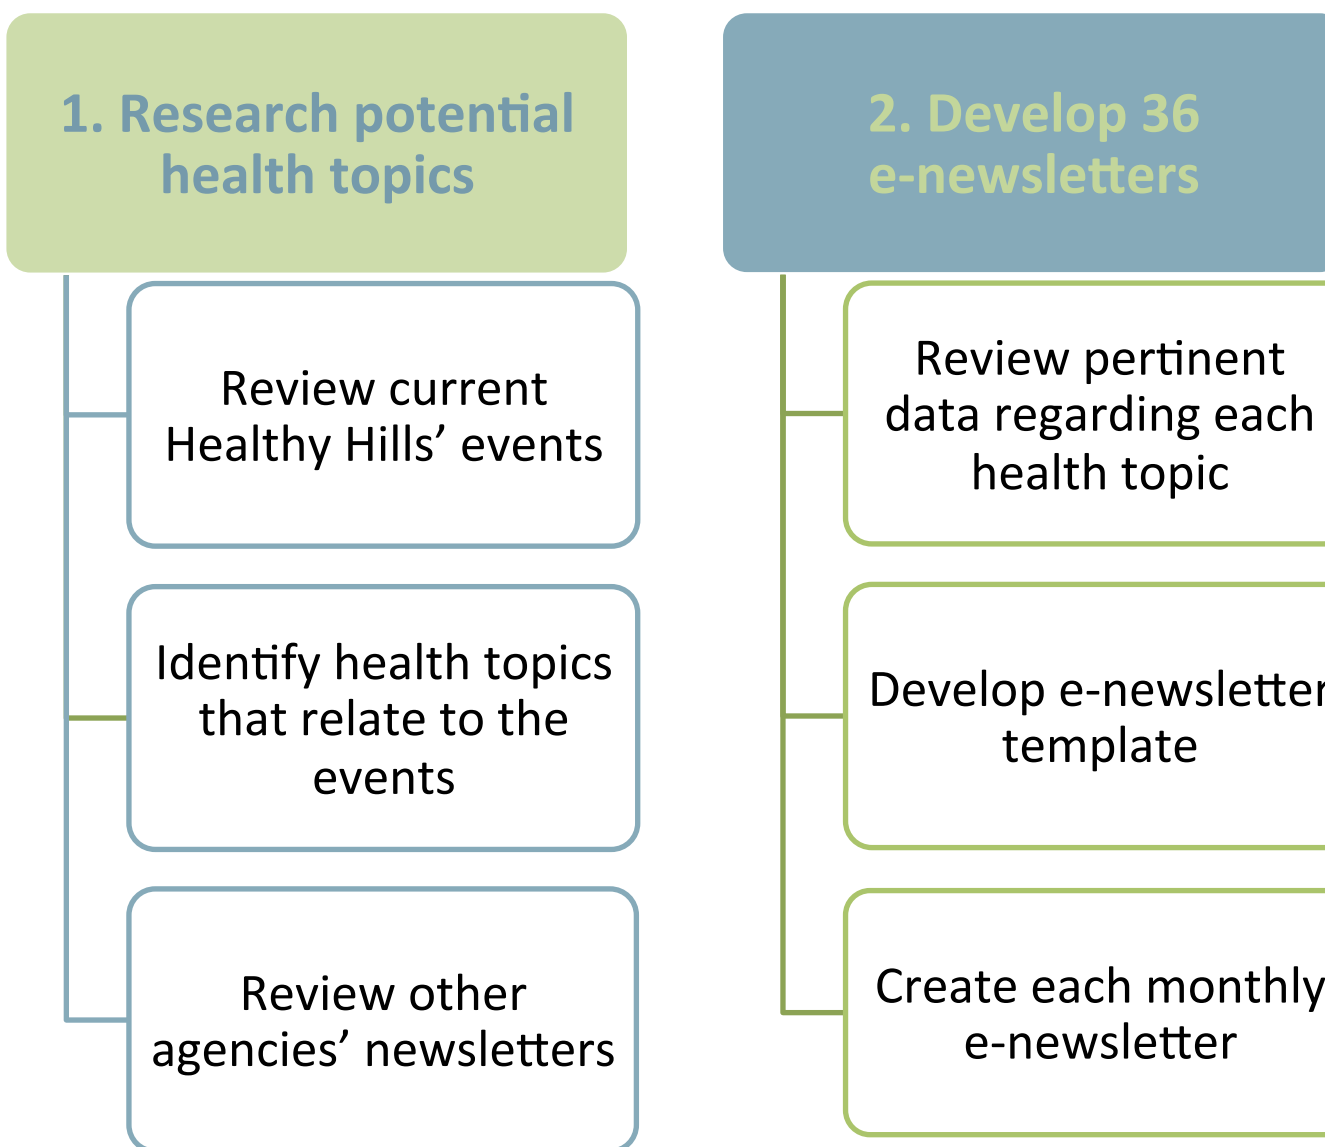 1. Research potential
health topics
Review current
Healthy Hills’ events
Identify health topics
that relate to the
events
Review other
agencies’ newsletters
2. Develop 36
e-newsletters
Review pertinent
data regarding each
health topic
Develop e-newsletter
template
Create each monthly
e-newsletter